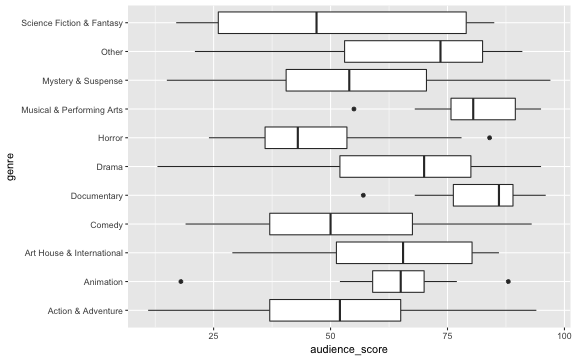 Science Fiction & Fantasy
Other
Mystery & Suspense
Musical & Performing Arts
Horror
Drama
Documentary
Comedy
Art House & International
Animation
Action & Adventure
genre
25 50 75 100
audience_score